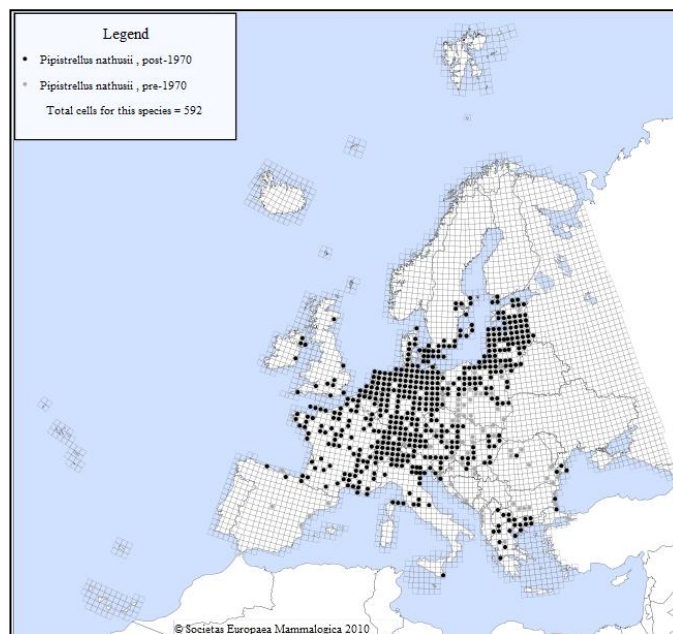 Legend
Pipistrellus nathusii , post-1970
Pipistrellus nathusii , pre-1970
Total cells for this species = 592
© Societas Europaea Mammalogica 2010